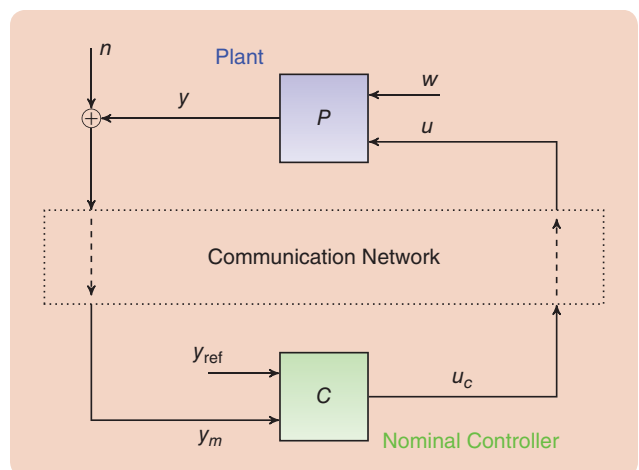 n
Plant
w
y
P
+
u
Communication Network
y_ref
u_c
C
y_m
Nominal Controller